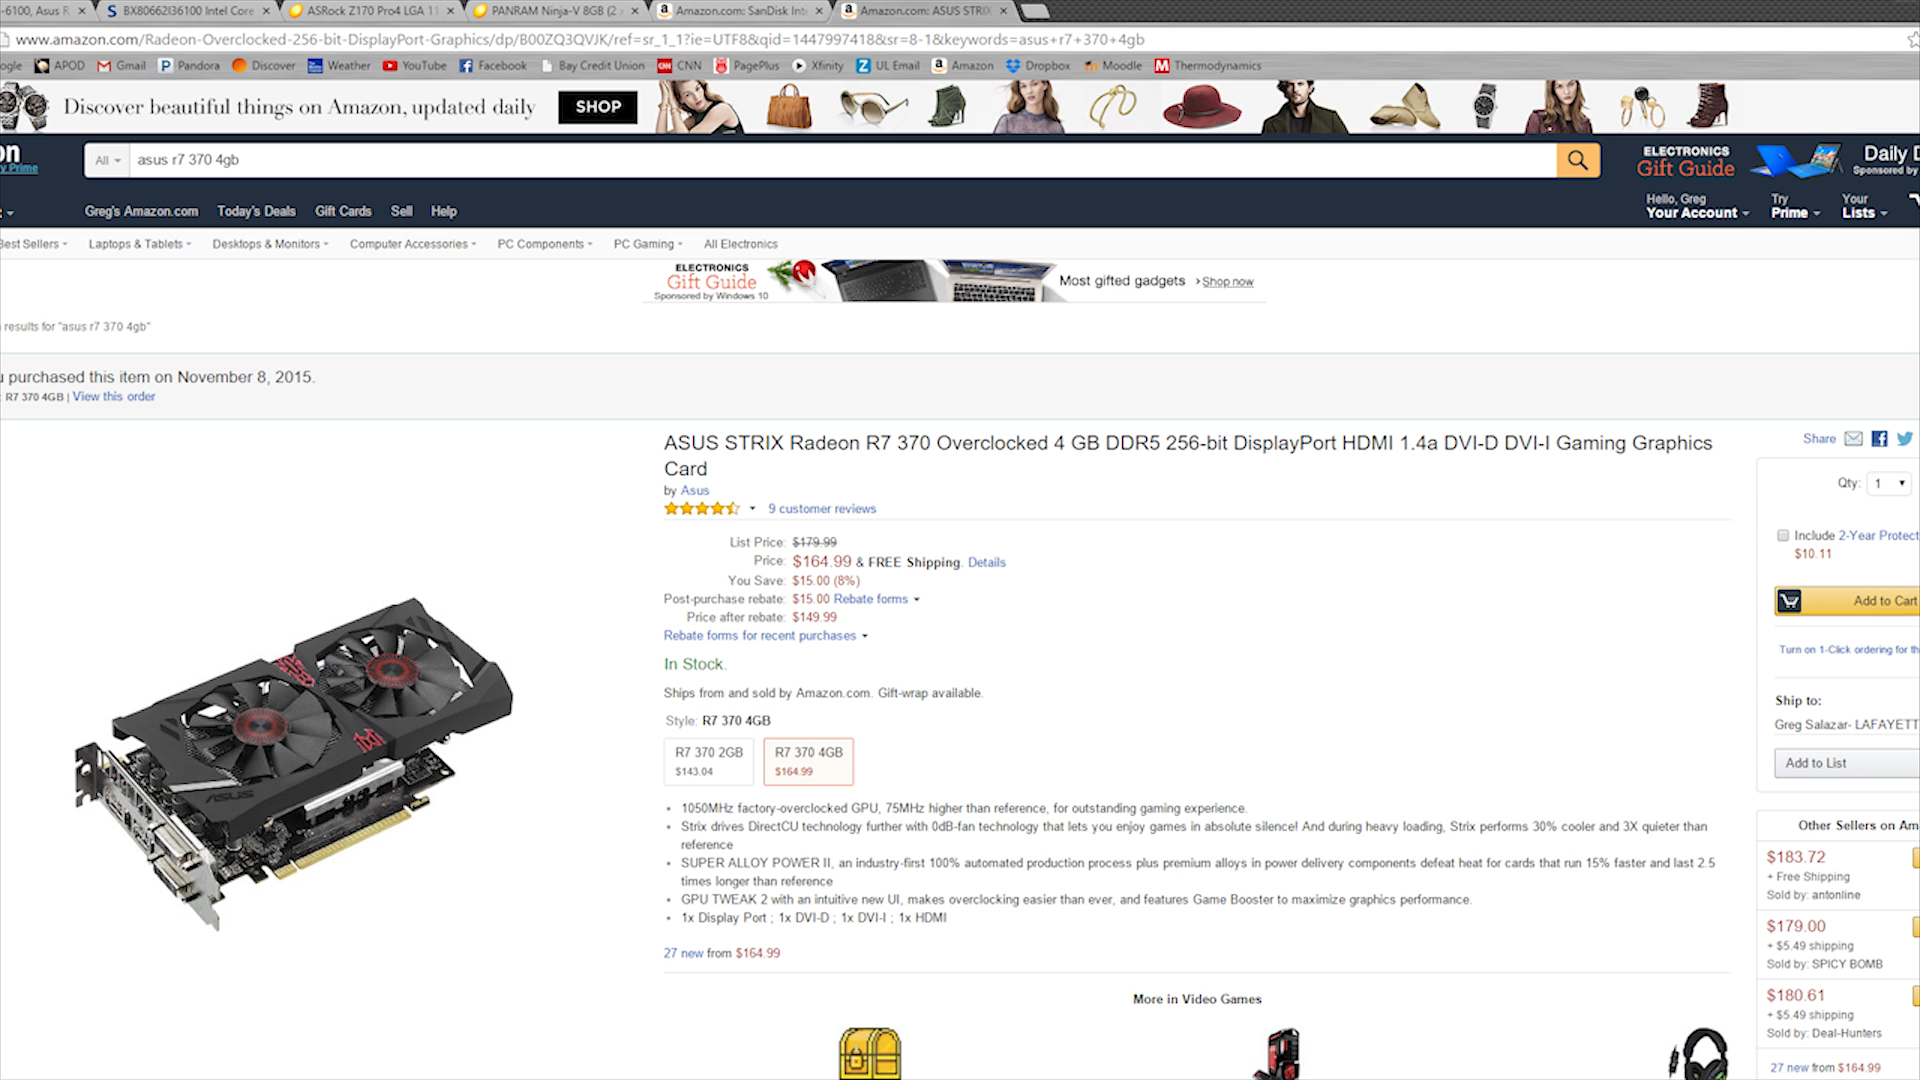 -6100, Asus R
BX80662I36100 Intel Core
ASRock Z170 Pro4 LGA 11
PANRAM Ninja-V 8GB (2 x
Amazon.com: SanDisk Inte
Amazon.com: ASUS STRIX
www.amazon.com/Radeon-Overclocked-256-bit-DisplayPort-Graphics/dp/B00ZQ3QVJK/ref=sr_1_1?ie=UTF8&qid=1447997418&sr=8-1&keywords=asus+r7+370+4gb
ogle APOD Gmail Pandora Discover Weather YouTube Facebook Bay Credit Union CNN PagePlus Xfinity UL Email Amazon Dropbox Moodle Thermodynamics
Discover beautiful things on Amazon, updated daily SHOP
on
y Prime
All asus r7 370 4gb
ELECTRONICS
Gift Guide
Daily D
Sponsored by
Greg's Amazon.com Today's Deals Gift Cards Sell Help
Hello, Greg
Your Account
Try
Prime
Your
Lists
Best Sellers Laptops & Tablets Desktops & Monitors Computer Accessories PC Components PC Gaming All Electronics
ELECTRONICS
Gift Guide
Sponsored by Windows 10
Most gifted gadgets › Shop now
results for "asus r7 370 4gb"
u purchased this item on November 8, 2015.
: R7 370 4GB | View this order
ASUS STRIX Radeon R7 370 Overclocked 4 GB DDR5 256-bit DisplayPort HDMI 1.4a DVI-D DVI-I Gaming Graphics
Card
by Asus
9 customer reviews
List Price: $179.99
Price: $164.99 & FREE Shipping. Details
You Save: $15.00 (8%)
Post-purchase rebate: $15.00 Rebate forms
Price after rebate: $149.99
Rebate forms for recent purchases
In Stock.
Ships from and sold by Amazon.com. Gift-wrap available.
Style: R7 370 4GB
R7 370 2GB
$143.04
R7 370 4GB
$164.99
• 1050MHz factory-overclocked GPU, 75MHz higher than reference, for outstanding gaming experience.
• Strix drives DirectCU technology further with 0dB-fan technology that lets you enjoy games in absolute silence! And during heavy loading, Strix performs 30% cooler and 3X quieter than
reference
• SUPER ALLOY POWER II, an industry-first 100% automated production process plus premium alloys in power delivery components defeat heat for cards that run 15% faster and last 2.5
times longer than reference
• GPU TWEAK 2 with an intuitive new UI, makes overclocking easier than ever, and features Game Booster to maximize graphics performance.
• 1x Display Port ; 1x DVI-D ; 1x DVI-I ; 1x HDMI
27 new from $164.99
More in Video Games
ASUS
Share
Qty: 1
Include 2-Year Protect
$10.11
Add to Cart
Turn on 1-Click ordering for th
Ship to:
Greg Salazar- LAFAYETT
Add to List
Other Sellers on Am
$183.72
+ Free Shipping
Sold by: antonline
$179.00
+ $5.49 shipping
Sold by: SPICY BOMB
$180.61
+ $5.49 shipping
Sold by: Deal-Hunters
27 new from $164.99